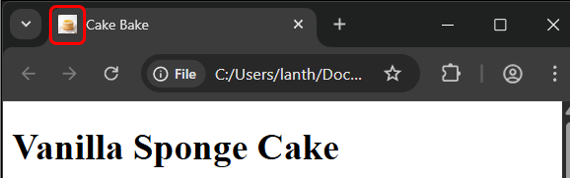 Cake Bake
File C:/Users/lanth/Doc...
Vanilla Sponge Cake